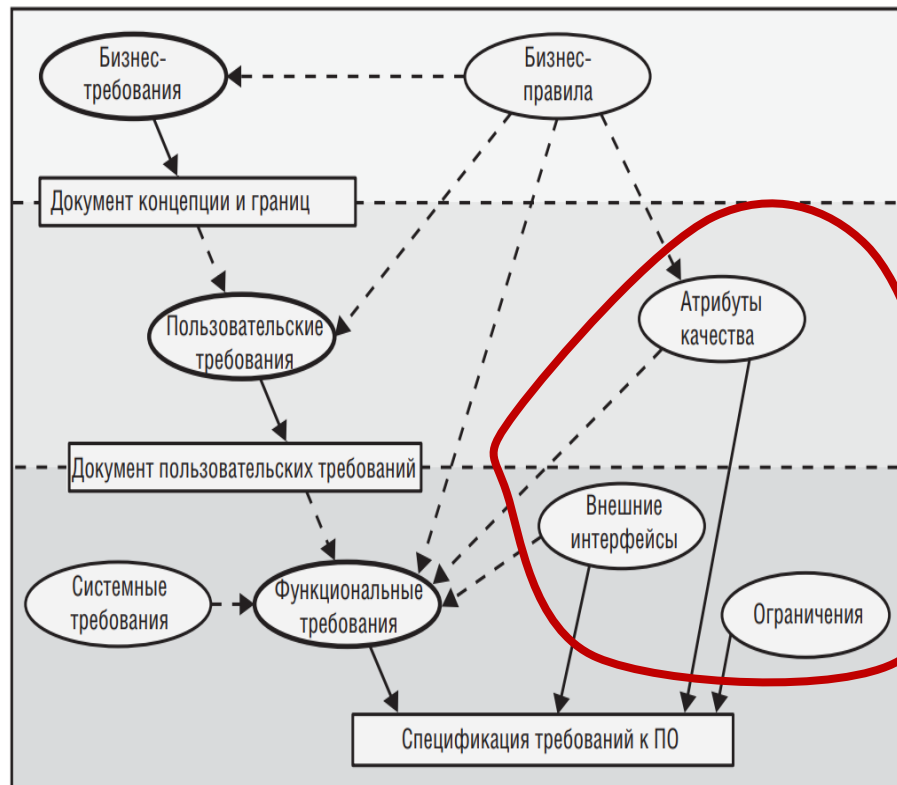 Бизнес-
требования
Бизнес-
правила
Документ концепции и границ
Атрибуты
качества
Пользовательские
требования
Документ пользовательских требований
Внешние
интерфейсы
Системные
требования
Функциональные
требования
Ограничения
Спецификация требований к ПО